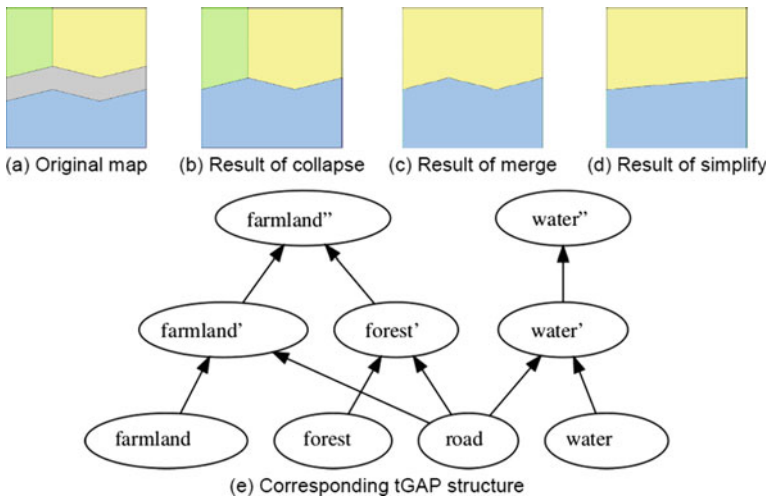 (a) Original map
(b) Result of collapse
(c) Result of merge
(d) Result of simplify
farmland”
water”
farmland’
forest’
water’
farmland
forest
road
water
(e) Corresponding tGAP structure